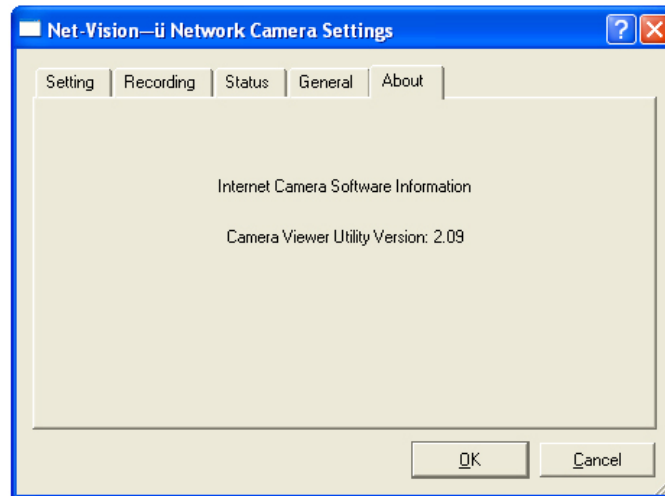 Net-Vision—ü Network Camera Settings
?
X
Setting Recording Status General About
Internet Camera Software Information
Camera Viewer Utility Version: 2.09
OK Cancel